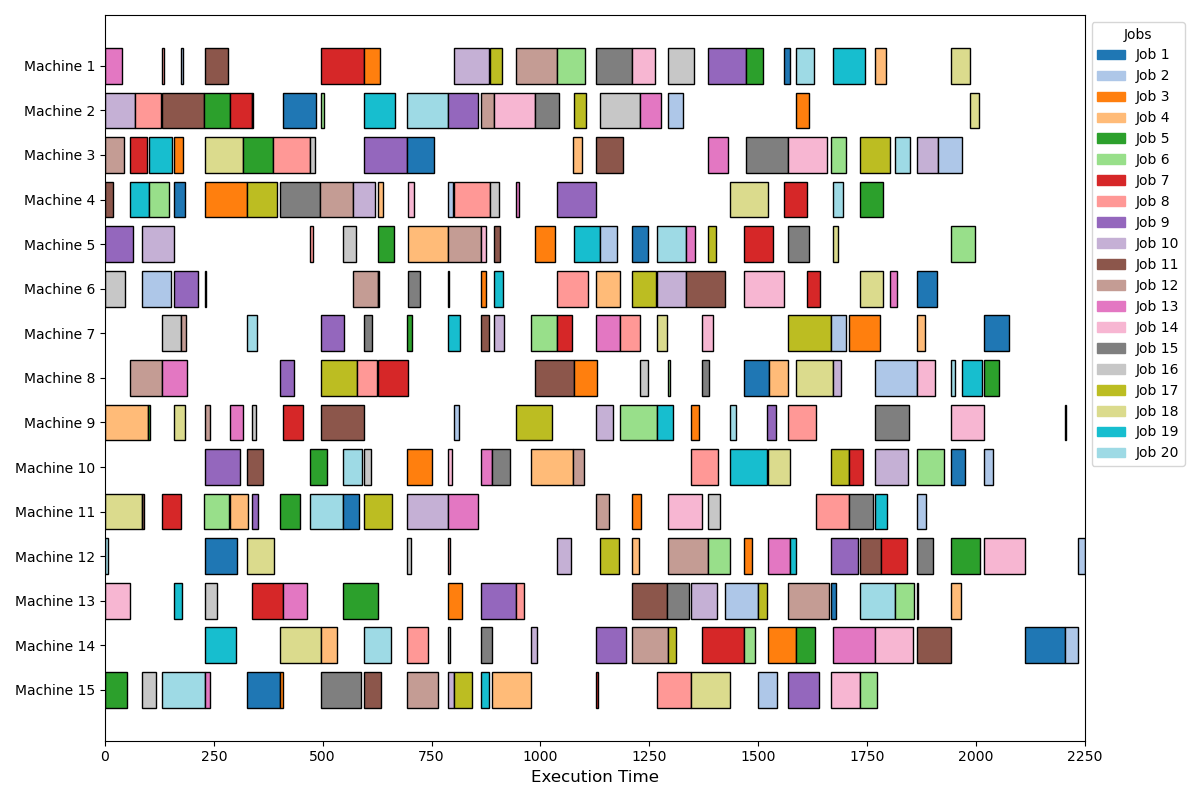 Machine 1
Machine 2
Machine 3
Machine 4
Machine 5
Machine 6
Machine 7
Machine 8
Machine 9
Machine 10
Machine 11
Machine 12
Machine 13
Machine 14
Machine 15
0 250 500 750 1000 1250 1500 1750 2000 2250
Execution Time
Jobs
Job 1
Job 2
Job 3
Job 4
Job 5
Job 6
Job 7
Job 8
Job 9
Job 10
Job 11
Job 12
Job 13
Job 14
Job 15
Job 16
Job 17
Job 18
Job 19
Job 20